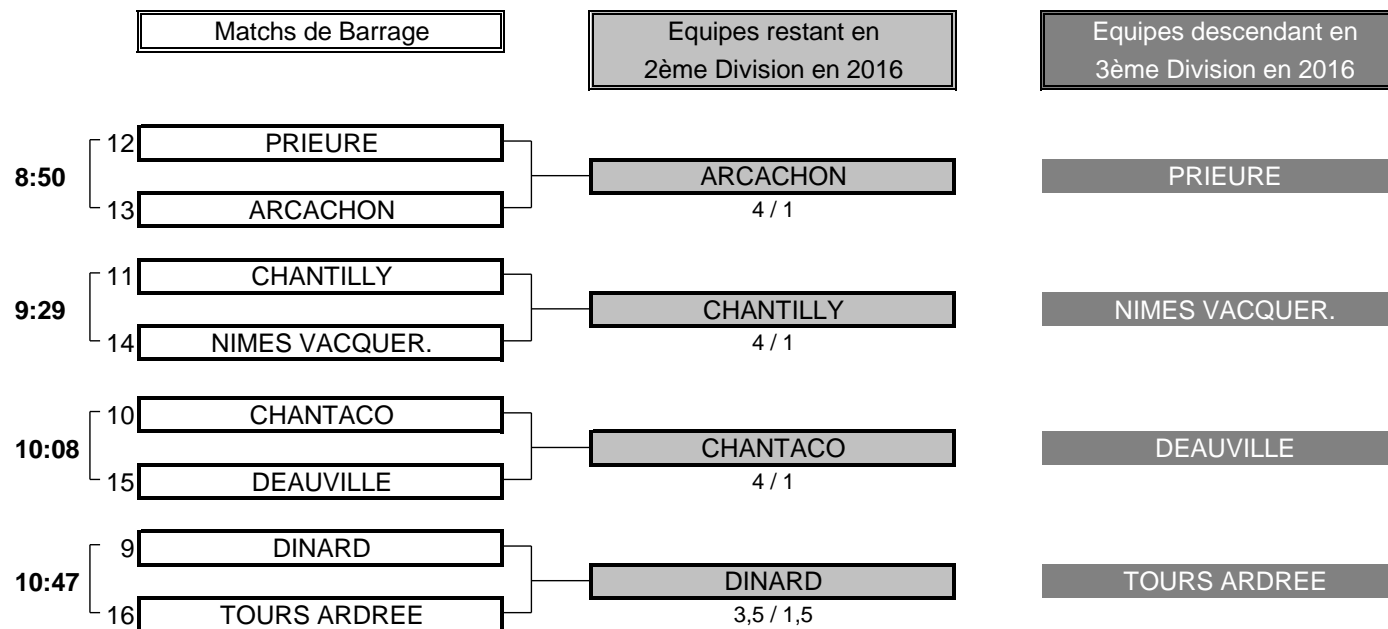 Matchs de Barrage
Equipes restant en
2ème Division en 2016
Equipes descendant en
3ème Division en 2016
8:50
12 PRIEURE
13 ARCACHON
ARCACHON
4 / 1
PRIEURE
9:29
11 CHANTILLY
14 NIMES VACQUER.
CHANTILLY
4 / 1
NIMES VACQUER.
10:08
10 CHANTACO
15 DEAUVILLE
CHANTACO
4 / 1
DEAUVILLE
10:47
9 DINARD
16 TOURS ARDREE
DINARD
3,5 / 1,5
TOURS ARDREE